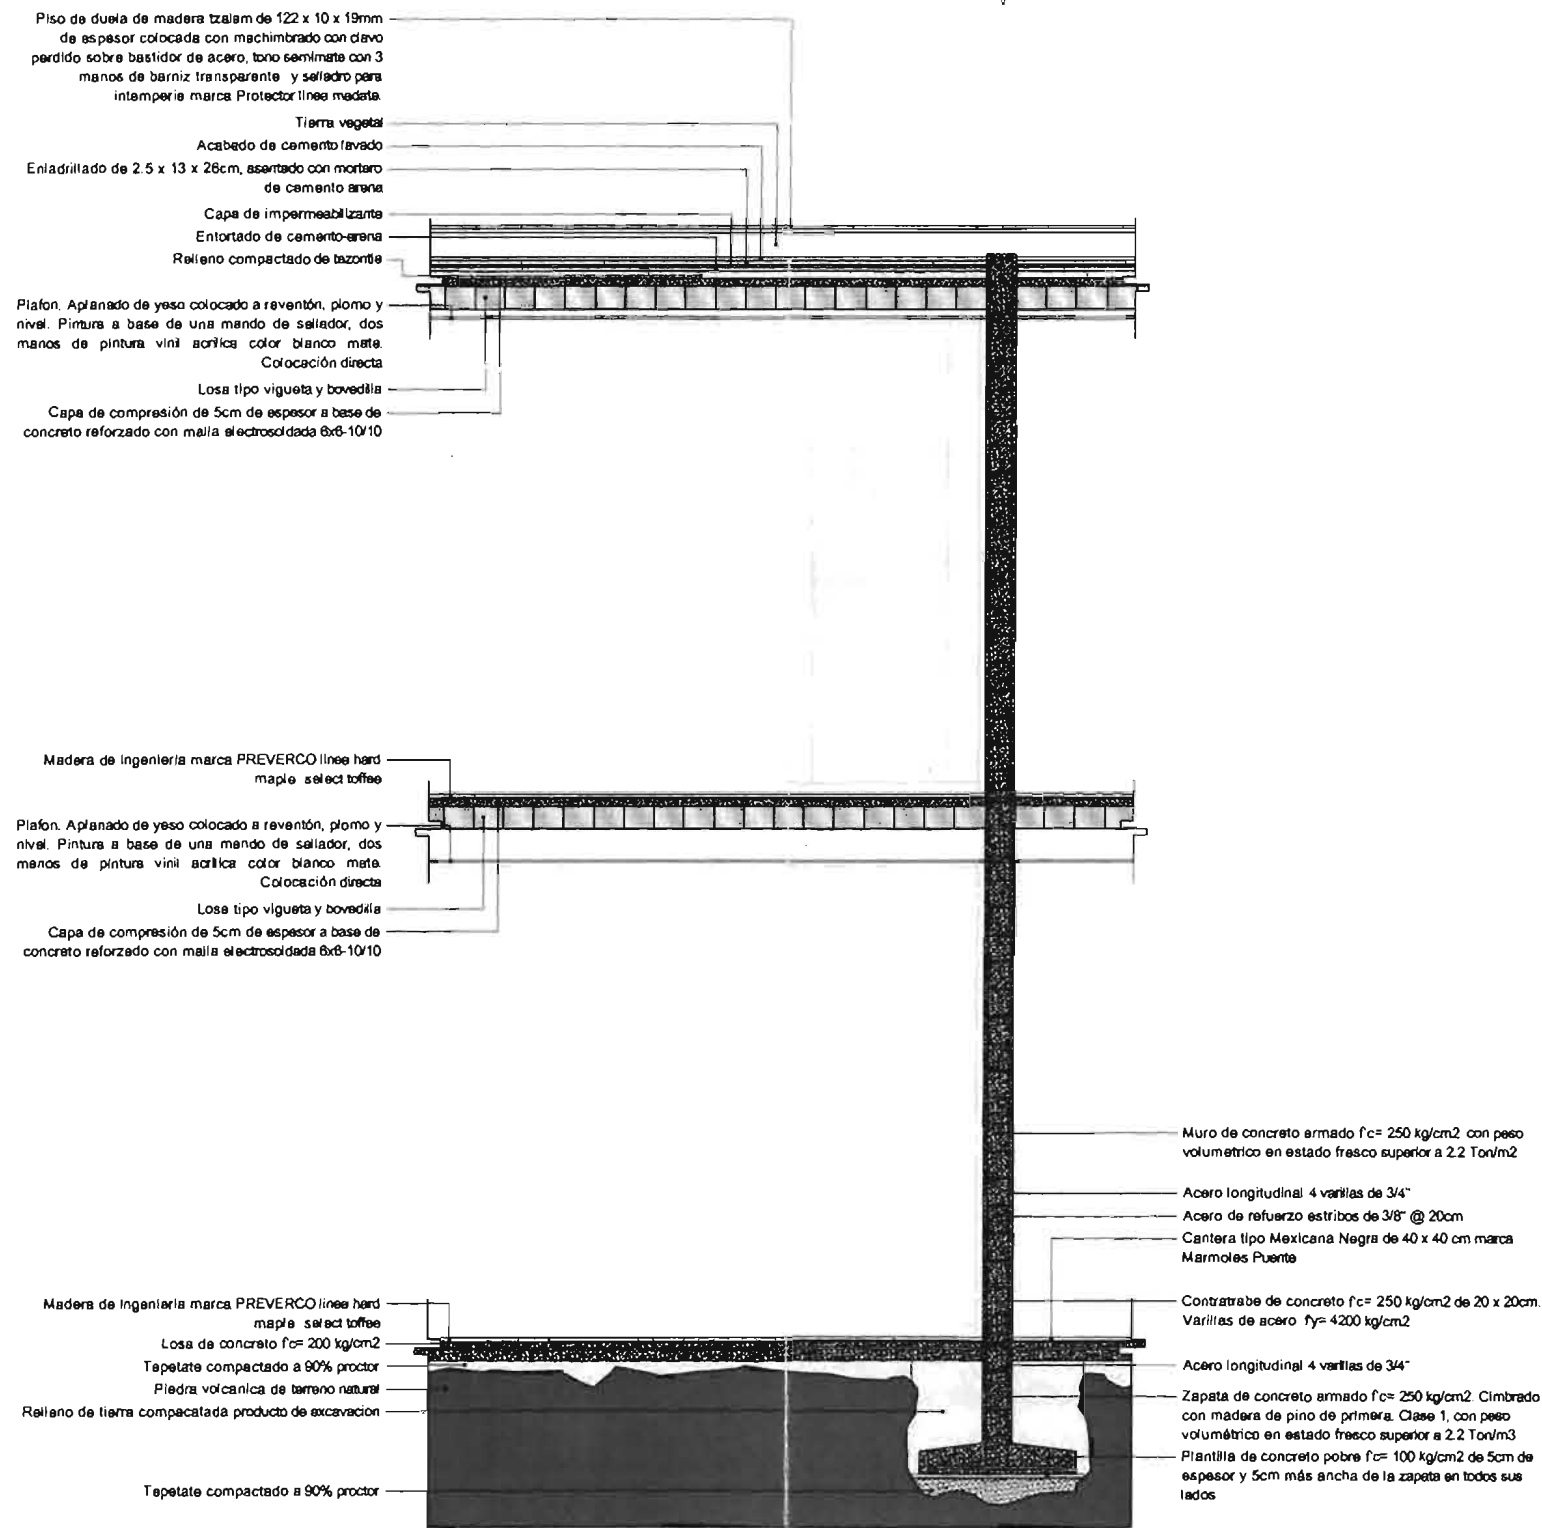 Piso de duela de madera tzalam de 122 x 10 x 19mm
de espesor colocada con machimbrado con clavo
perdido sobre bastidor de acero, tono semimate con 3
manos de barniz transparente y selladro para
intemperie marca Protector línea madate.
Tierra vegetal
Acabado de cemento lavado
Enladrillado de 2.5 x 13 x 26cm, asentado con mortero
de cemento arena
Capa de impermeabilizante
Entortado de cemento-arena
Relleno compactado de tezontle
Plafon. Aplanado de yeso colocado a reventón, plomo y
nivel. Pintura a base de una mando de sellador, dos
manos de pintura vinil acrílica color blanco mate.
Colocación directa
Losa tipo vigueta y bovedilla
Capa de compresión de 5cm de espesor a base de
concreto reforzado con malla electrosoldada 6x6-10/10
Madera de ingeniería marca PREVERCO línea hard
maple select toffee
Plafon. Aplanado de yeso colocado a reventón, plomo y
nivel. Pintura a base de una mando de sellador, dos
manos de pintura vinil acrílica color blanco mate.
Colocación directa
Losa tipo vigueta y bovedilla
Capa de compresión de 5cm de espesor a base de
concreto reforzado con malla electrosoldada 6x6-10/10
Muro de concreto armado f'c= 250 kg/cm2 con peso
volumetrico en estado fresco superior a 2.2 Ton/m2
Acero longitudinal 4 varillas de 3/4"
Acero de refuerzo estribos de 3/8" @ 20cm
Cantera tipo Mexicana Negra de 40 x 40 cm marca
Marmoles Puente
Contratrabe de concreto f'c= 250 kg/cm2 de 20 x 20cm.
Varillas de acero fy= 4200 kg/cm2
Acero longitudinal 4 varillas de 3/4"
Zapata de concreto armado f'c= 250 kg/cm2. Cimbrado
con madera de pino de primera. Clase 1, con peso
volumétrico en estado fresco superior a 2.2 Ton/m3
Plantilla de concreto pobre f'c= 100 kg/cm2 de 5cm de
espesor y 5cm más ancha de la zapata en todos sus
lados
Madera de ingeniería marca PREVERCO línea hard
maple select toffee
Losa de concreto f'c= 200 kg/cm2
Tepetate compactado a 90% proctor
Piedra volcanica de terreno natural
Relleno de tierra compacatada producto de excavacion
Tepetate compactado a 90% proctor